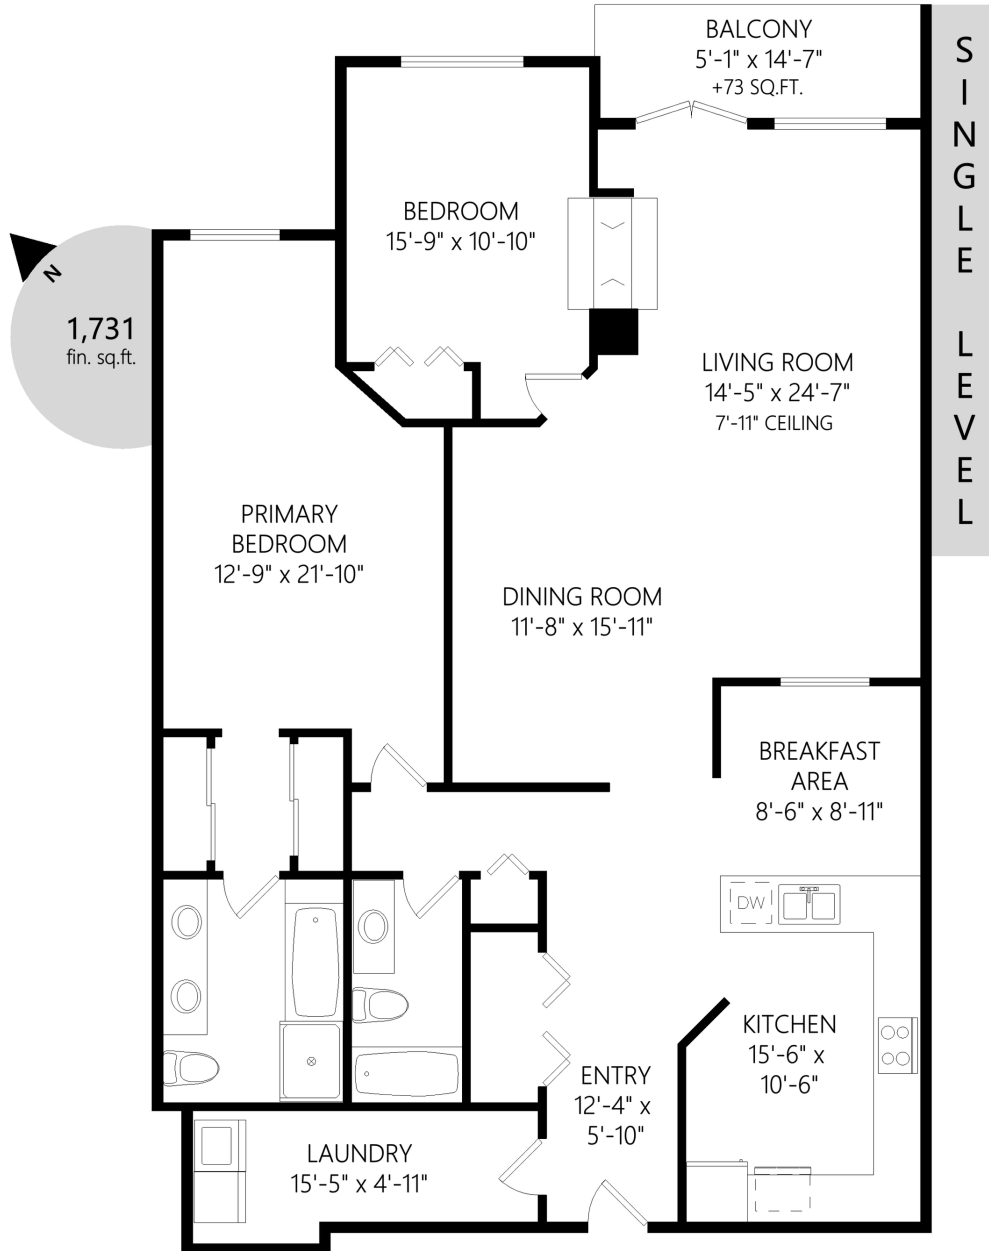 BALCONY
5'-1" x 14'-7"
+73 SQ.FT.
SINGLE LEVEL
BEDROOM
15'-9" x 10'-10"
N
1,731
fin. sq.ft.
LIVING ROOM
14'-5" x 24'-7"
7'-11" CEILING
PRIMARY
BEDROOM
12'-9" x 21'-10"
DINING ROOM
11'-8" x 15'-11"
BREAKFAST
AREA
8'-6" x 8'-11"
DW
KITCHEN
15'-6" x
10'-6"
ENTRY
12'-4" x
5'-10"
LAUNDRY
15'-5" x 4'-11"